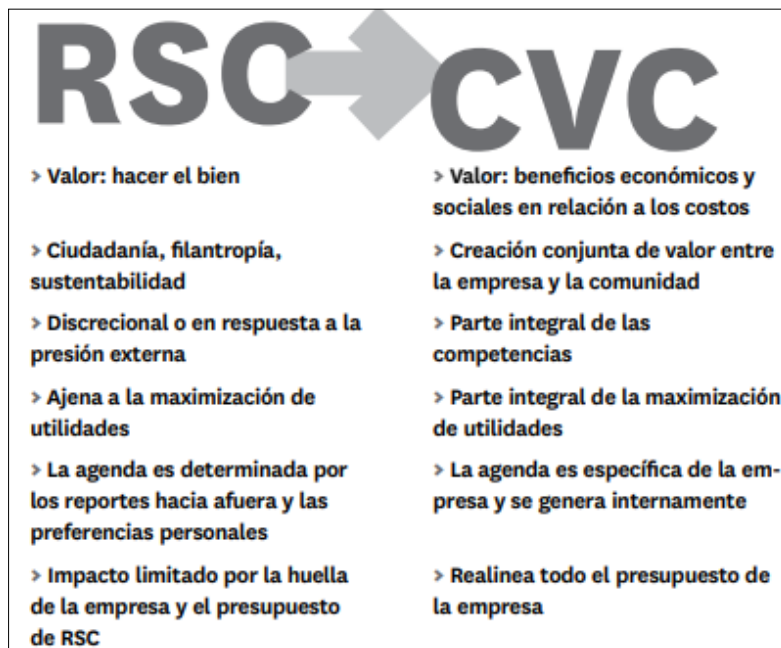 RSC
CVC
> Valor: hacer el bien
> Valor: beneficios económicos y
sociales en relación a los costos
> Ciudadanía, filantropía,
sustentabilidad
> Creación conjunta de valor entre
la empresa y la comunidad
> Discrecional o en respuesta a la
presión externa
> Parte integral de las
competencias
> Ajena a la maximización de
utilidades
> Parte integral de la maximización
de utilidades
> La agenda es determinada por
los reportes hacia afuera y las
preferencias personales
> La agenda es específica de la em-
presa y se genera internamente
> Impacto limitado por la huella
de la empresa y el presupuesto
de RSC
> Realinea todo el presupuesto de
la empresa